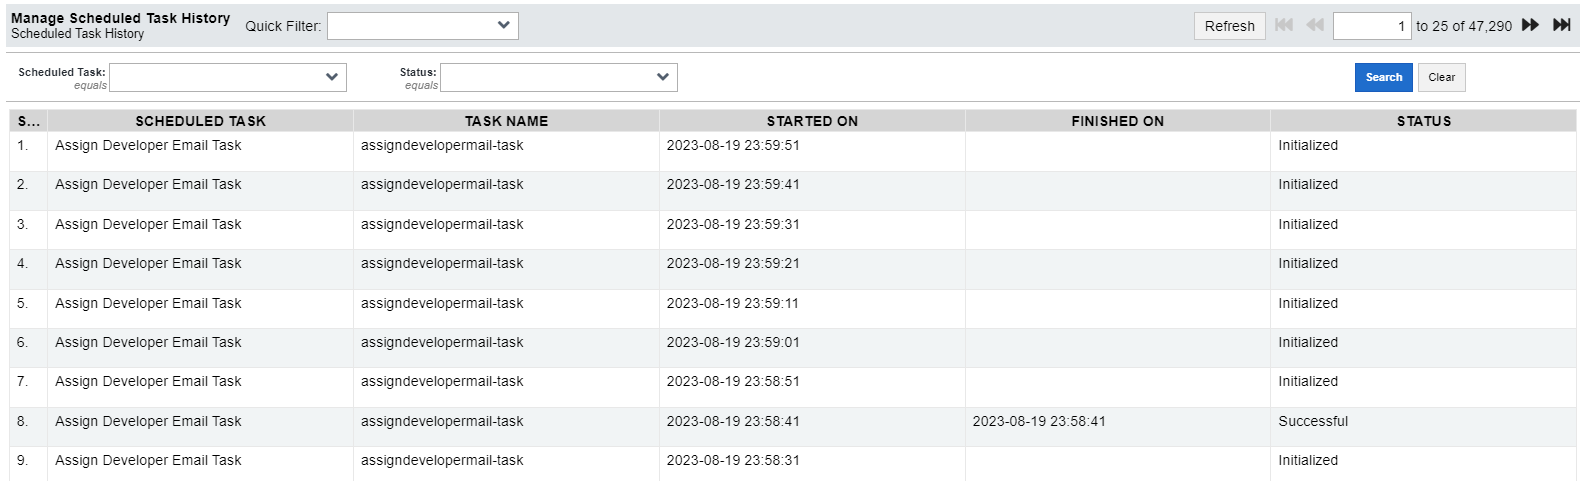 Manage Scheduled Task History
Scheduled Task History
Quick Filter:
Refresh
1 to 25 of 47,290
Scheduled Task:
equals
Status:
equals
Search
Clear
S... SCHEDULED TASK TASK NAME STARTED ON FINISHED ON STATUS
1. Assign Developer Email Task assigndevelopermail-task 2023-08-19 23:59:51 Initialized
2. Assign Developer Email Task assigndevelopermail-task 2023-08-19 23:59:41 Initialized
3. Assign Developer Email Task assigndevelopermail-task 2023-08-19 23:59:31 Initialized
4. Assign Developer Email Task assigndevelopermail-task 2023-08-19 23:59:21 Initialized
5. Assign Developer Email Task assigndevelopermail-task 2023-08-19 23:59:11 Initialized
6. Assign Developer Email Task assigndevelopermail-task 2023-08-19 23:59:01 Initialized
7. Assign Developer Email Task assigndevelopermail-task 2023-08-19 23:58:51 Initialized
8. Assign Developer Email Task assigndevelopermail-task 2023-08-19 23:58:41 2023-08-19 23:58:41 Successful
9. Assign Developer Email Task assigndevelopermail-task 2023-08-19 23:58:31 Initialized